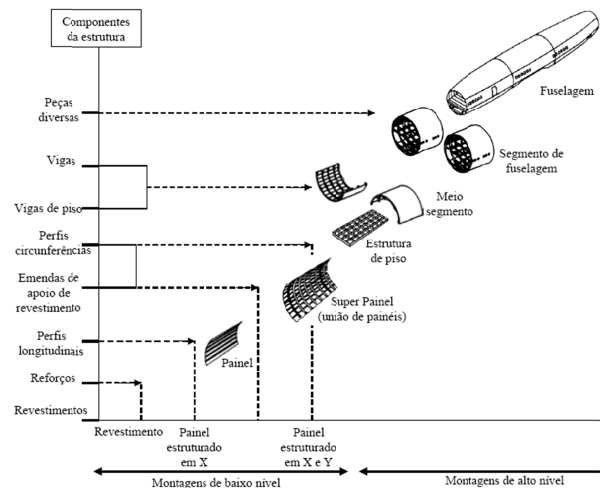 Componentes
da estrutura
Fuselagem
Peças
diversas
Segmento de
fuselagem
Vigas
Meio
segmento
Vigas de piso
Estrutura
de piso
Perfis
circunferências
Emendas de
apoio de
revestimento
Super Painel
(união de painéis)
Perfis
longitudinais
Painel
Reforços
Revestimentos
Revestimento
Painel
estruturado
em X
Painel
estruturado
em X e Y
Montagens de baixo nível
Montagens de alto nível